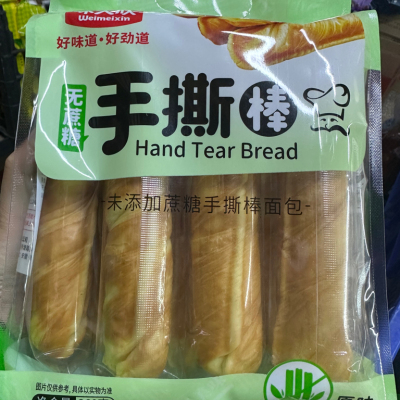 Weimeixin
好味道·好劲道
无蔗糖
手撕棒
Hand Tear Bread
-未添加蔗糖手撕棒面包-
图片仅供参考,具体以实物为准